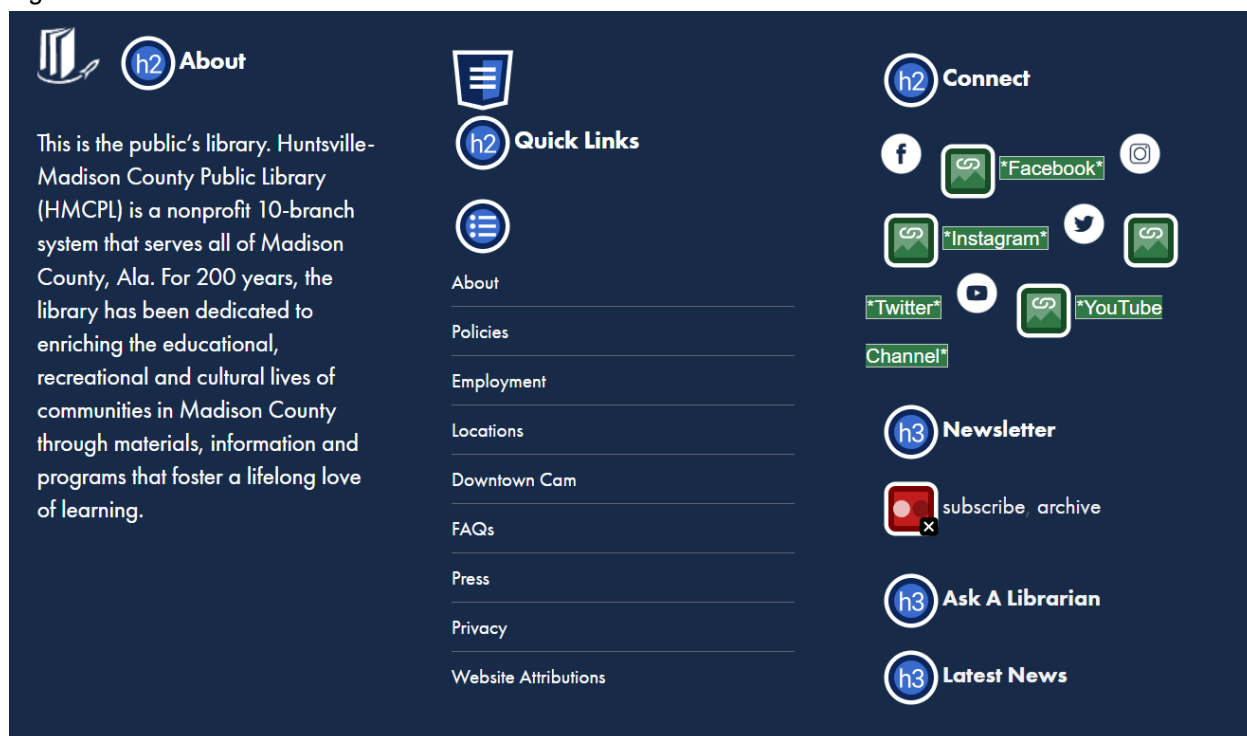 h2 About
This is the public's library. Huntsville-
Madison County Public Library
(HMCPL) is a nonprofit 10-branch
system that serves all of Madison
County, Ala. For 200 years, the
library has been dedicated to
enriching the educational,
recreational and cultural lives of
communities in Madison County
through materials, information and
programs that foster a lifelong love
of learning.
h2 Quick Links
About
Policies
Employment
Locations
Downtown Cam
FAQs
Press
Privacy
Website Attributions
h2 Connect
*Facebook*
*Instagram*
*Twitter* *YouTube
Channel*
h3 Newsletter
subscribe, archive
h3 Ask A Librarian
h3 Latest News